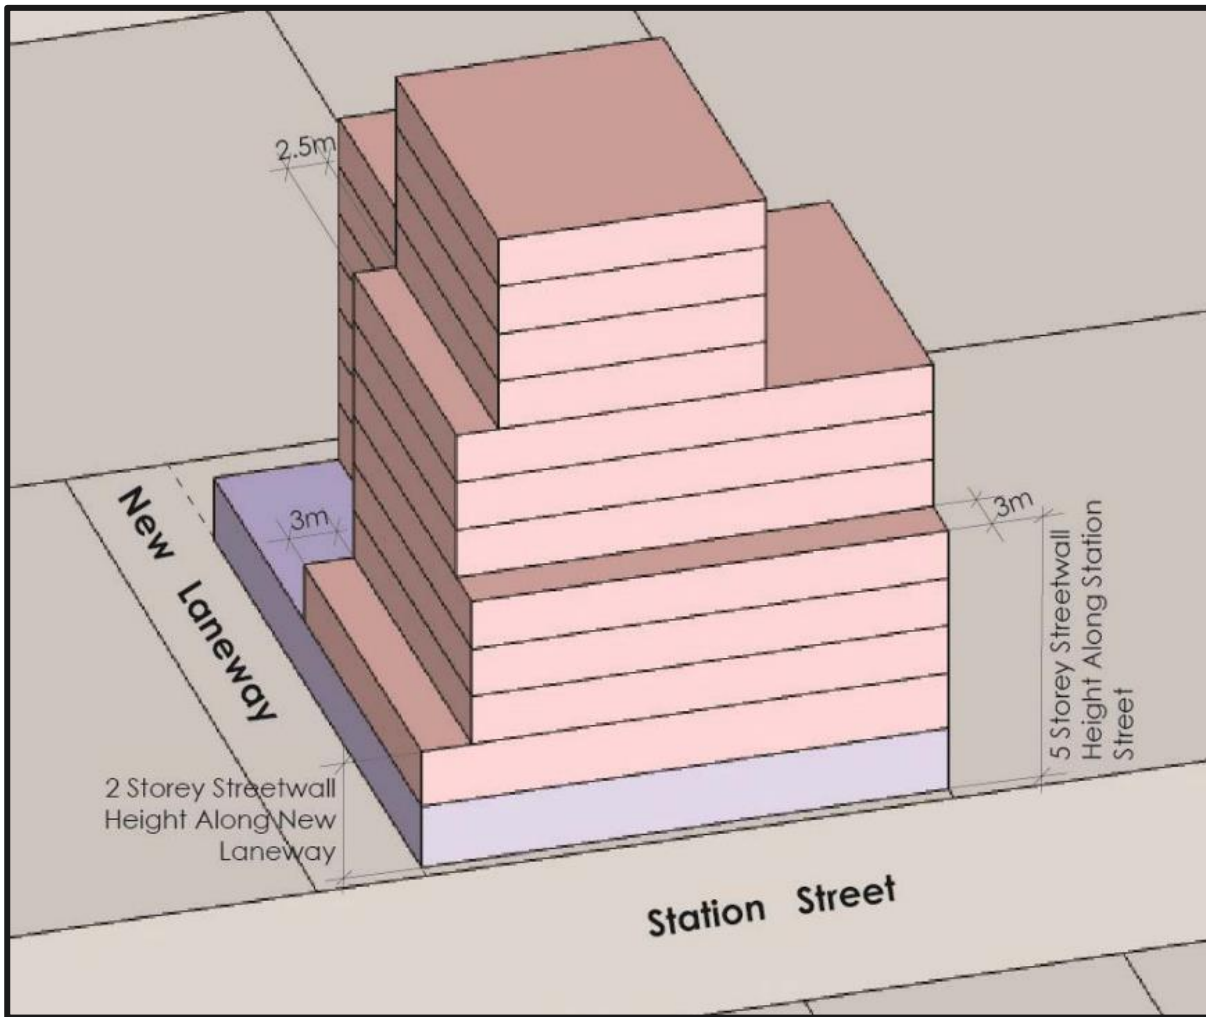 2.5m
New Laneway
3m
3m
5 Storey Streetwall
Height Along Station
Street
2 Storey Streetwall
Height Along New
Laneway
Station Street